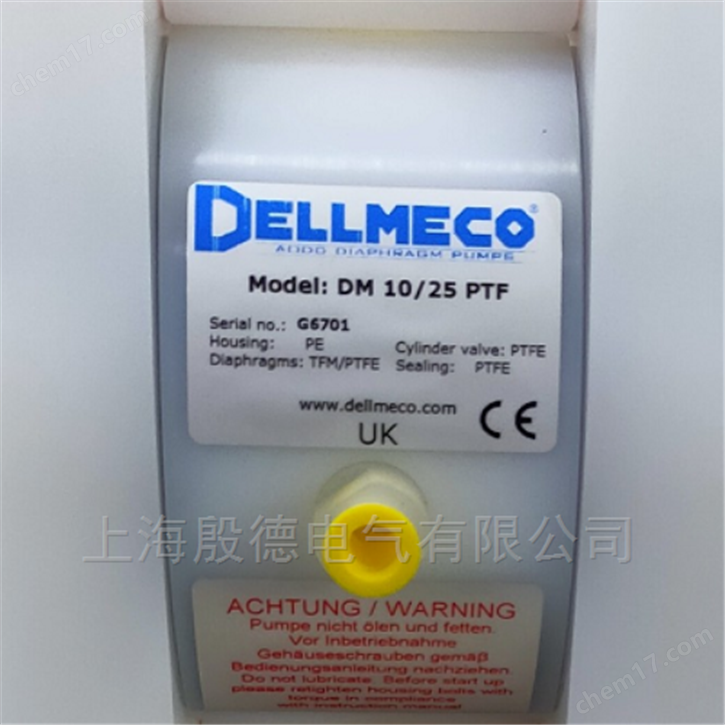 chem17.com
DELLMECO®
AODD DIAPHRAGM PUMPS
Model: DM 10/25 PTF
Serial no.: G6701
Housing: PE Cylinder valve: PTFE
Diaphragms: TFM/PTFE Sealing: PTFE
www.dellmeco.com
CE
UK
上海殷德电气有限公司
ACHTUNG / WARNING
Pumpe nicht ölen und fetten.
Vor Inbetriebnahme
Gehäuseschrauben gemäß
Bedienungsanleitung nachziehen.
Do not lubricate. Before start up
please retighten housing bolts with
torque in compliance
with instruction manual
chem17.com